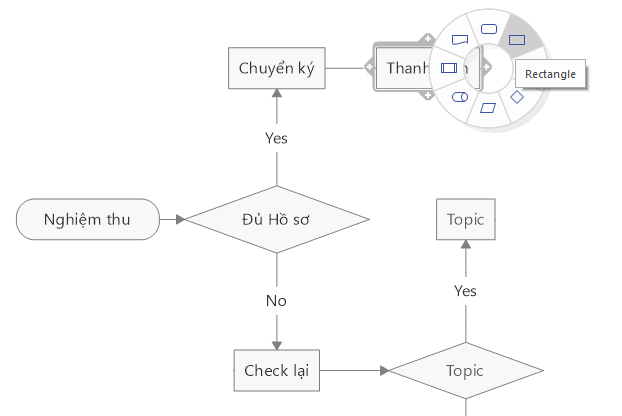 Chuyển ký
Rectangle
Yes
Nghiệm thu
Đủ Hồ sơ
Topic
Yes
No
Check lại
Topic